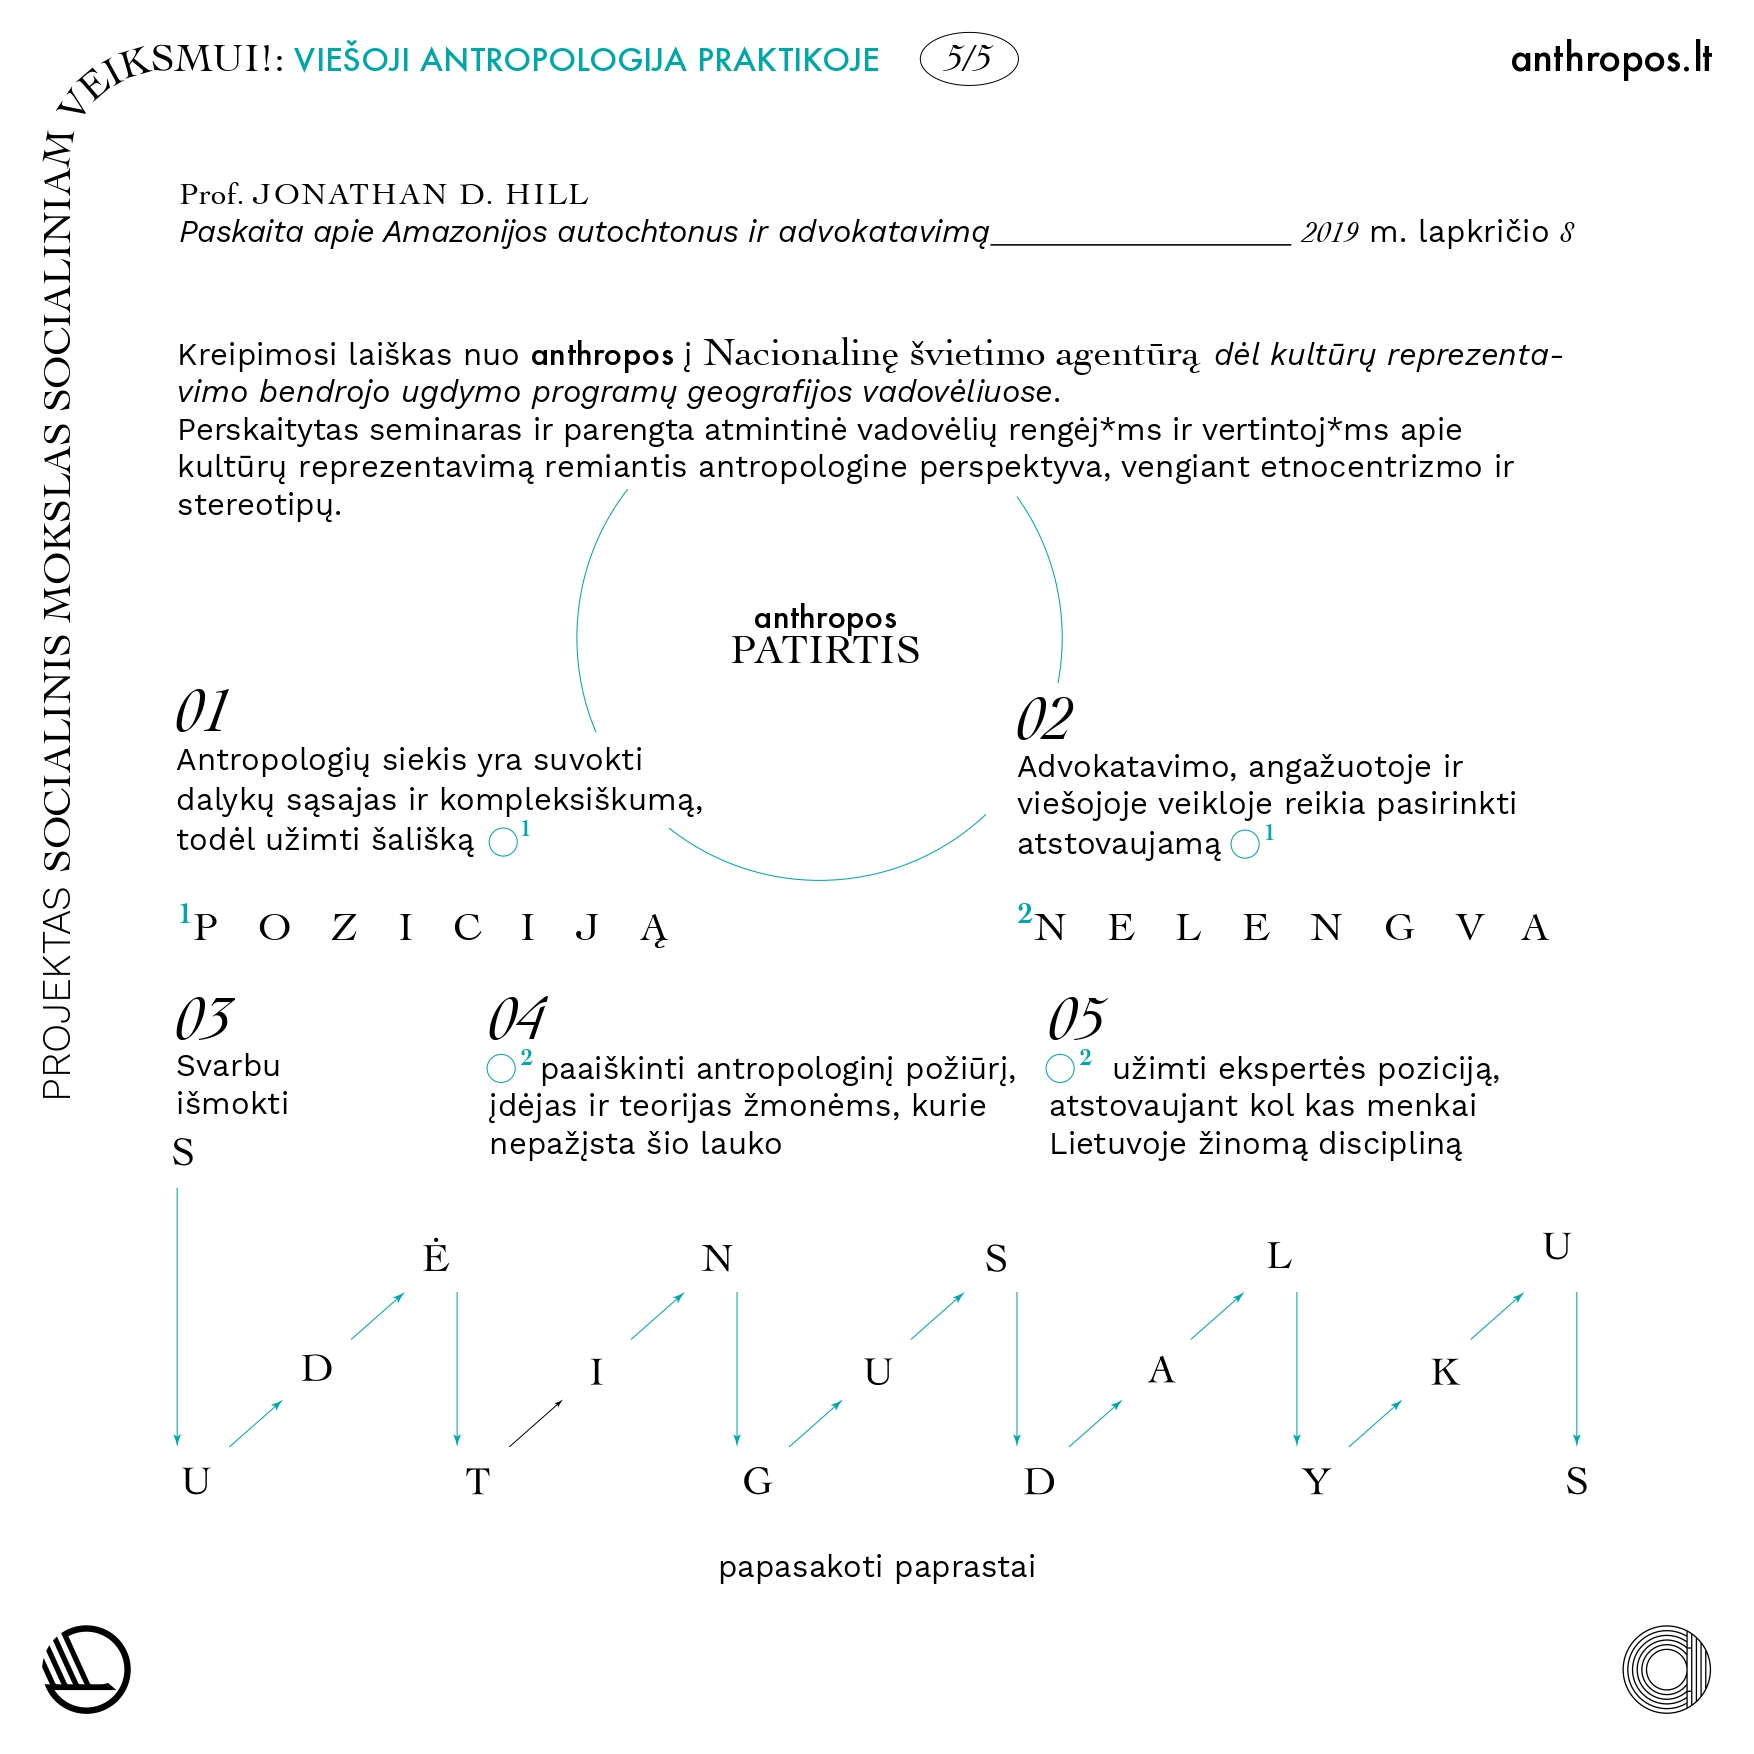 PROJEKTAS SOCIALINIS MOKSLAS SOCIALINIAM VEIKSMUI!: VIEŠOJI ANTROPOLOGIJA PRAKTIKOJE 5/5
anthropos.lt
Prof. JONATHAN D. HILL
Paskaita apie Amazonijos autochtonus ir advokatavimą 2019 m. lapkričio 8
Kreipimosi laiškas nuo anthropos į Nacionalinę švietimo agentūrą dėl kultūrų reprezenta-
vimo bendrojo ugdymo programų geografijos vadovėliuose.
Perskaitytas seminaras ir parengta atmintinė vadovėlių rengėj*ms ir vertintoj*ms apie
kultūrų reprezentavimą remiantis antropologine perspektyva, vengiant etnocentrizmo ir
stereotipų.
anthropos
PATIRTIS
01
Antropologių siekis yra suvokti
dalykų sąsajas ir kompleksiškumą,
todėl užimti šališką 1
02
Advokatavimo, angažuotoje ir
viešojoje veikloje reikia pasirinkti
atstovaujamą 1
1 P O Z I C I J Ą
2 N E L E N G V A
03
Svarbu
išmokti
04
2 paaiškinti antropologinį požiūrį,
įdėjas ir teorijas žmonėms, kurie
nepažįsta šio lauko
05
2 užimti ekspertės poziciją,
atstovaujant kol kas menkai
Lietuvoje žinomą discipliną
S U D Ė T I N G U S D A L Y K U S
papasakoti paprastai